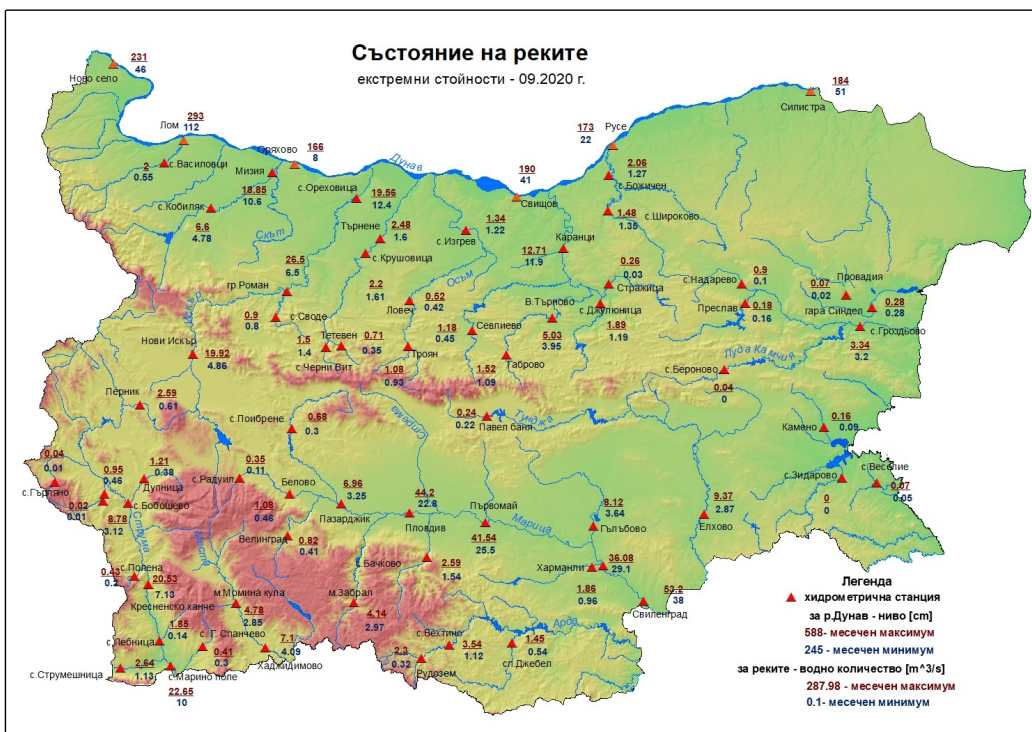 Състояние на реките
екстремни стойности - 09.2020 г.
231
46
Ново село
184
51
Силистра
293
112
Лом
173
22
Русе
166
8
Оряхово
Дунав
190
41
Свищов
2
0.55
с.Василовци
Мизия
18.85
10.6
с.Кобиляк
6.6
4.78
Скът
с.Ореховица
19.56
12.4
Търнене
2.48
1.6
с.Крушовица
с.Изгрев
1.34
1.22
2.06
1.27
с.Божичен
1.48
1.35
с.Широково
Каранци
12.71
11.9
26.5
6.5
гр.Роман
Искър
0.9
0.8
с.Своде
2.2
1.61
Ловеч
0.52
0.42
Осъм
0.26
0.03
Стражица
В.Търново
с.Джулюница
1.89
1.19
5.03
3.95
с.Надарево
0.9
0.1
Преслав
0.18
0.16
Провадия
0.07
0.02
гара Синдел
0.28
0.28
с.Гроздьово
3.34
3.2
Севлиево
1.18
0.45
1.52
1.09
Габрово
Тетевен
0.71
0.35
1.5
1.4
с.Черни Вит
Троян
1.08
0.93
Нови Искър
19.92
4.86
Луда Камчия
с.Бероново
0.04
0
Перник
2.59
0.61
с.Поибрене
0.68
0.3
стряма
0.24
0.22
Павел баня
Тунджа
Камено
0.16
0.09
с.Зидарово
0
0
с.Веселие
0.07
0.05
0.04
0.01
с.Гърляно
0.95
0.46
1.21
0.38
Дупница
0.02
0.01
с.Бобошево
8.78
3.12
Струма
с.Радуил
0.35
0.11
Белово
1.08
0.46
Велинград
0.82
0.41
6.96
3.25
Пазарджик
44.2
22.8
Пловдив
Първомай
41.54
25.5
Марица
8.12
3.64
Гълъбово
9.37
2.87
Елхово
Харманли
36.08
29.1
1.86
0.96
53.2
38
Свиленград
с.Бачково
2.59
1.54
Места
с.Полена
0.43
20.53
7.13
Кресненско ханче
м.Момина кула
4.78
2.85
м.Забрал
4.14
2.97
1.85
0.14
с.Лебница
с.Г.Спанчево
0.41
0.3
7.1
4.09
Хаджидимово
2.64
1.13
с.Струмешница
с.Марино поле
22.65
10
с.Вехтино
3.54
1.12
2.3
0.32
Рудозем
Арда
1.45
0.54
сп.Джебел
Легенда
хидрометрична станция
за р.Дунав - ниво [cm]
588- месечен максимум
245 - месечен минимум
за реките - водно количество [m^3/s]
287.98 - месечен максимум
0.1- месечен минимум